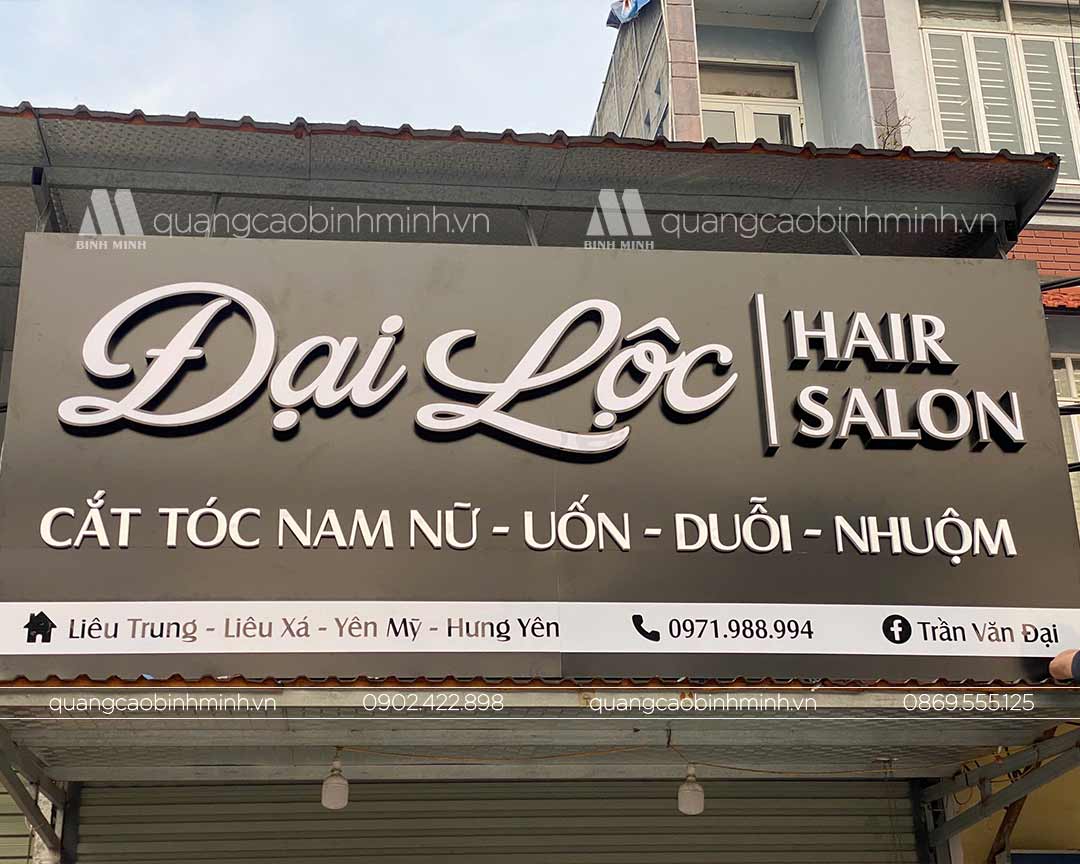 BÌNH MINH quangcaobinhminh.vn BÌNH MINH quangcaobinhminh.vn
Đại Lộc HAIR
SALON
CẮT TÓC NAM NỮ - UỐN - DUỖI - NHUỘM
Liêu Trung - Liêu Xá - Yên Mỹ - Hưng Yên 0971.988.994 Trần Văn Đại
quangcaobinhminh.vn 0902.422.898 quangcaobinhminh.vn 0869.555.125